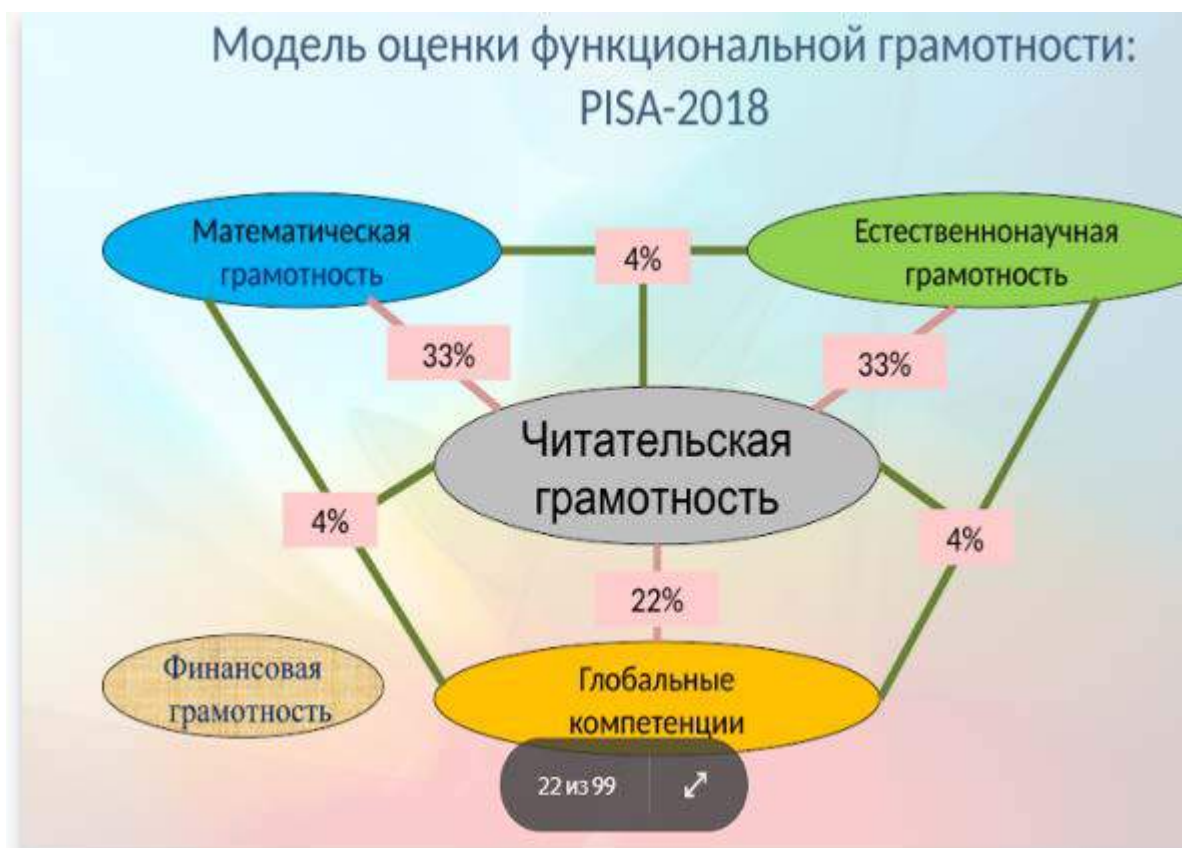 Модель оценки функциональной грамотности:
PISA-2018
Математическая
грамотность
4%
Естественнонаучная
грамотность
33%
33%
Читательская
грамотность
4%
4%
22%
Финансовая
грамотность
Глобальные
компетенции
22 из 99